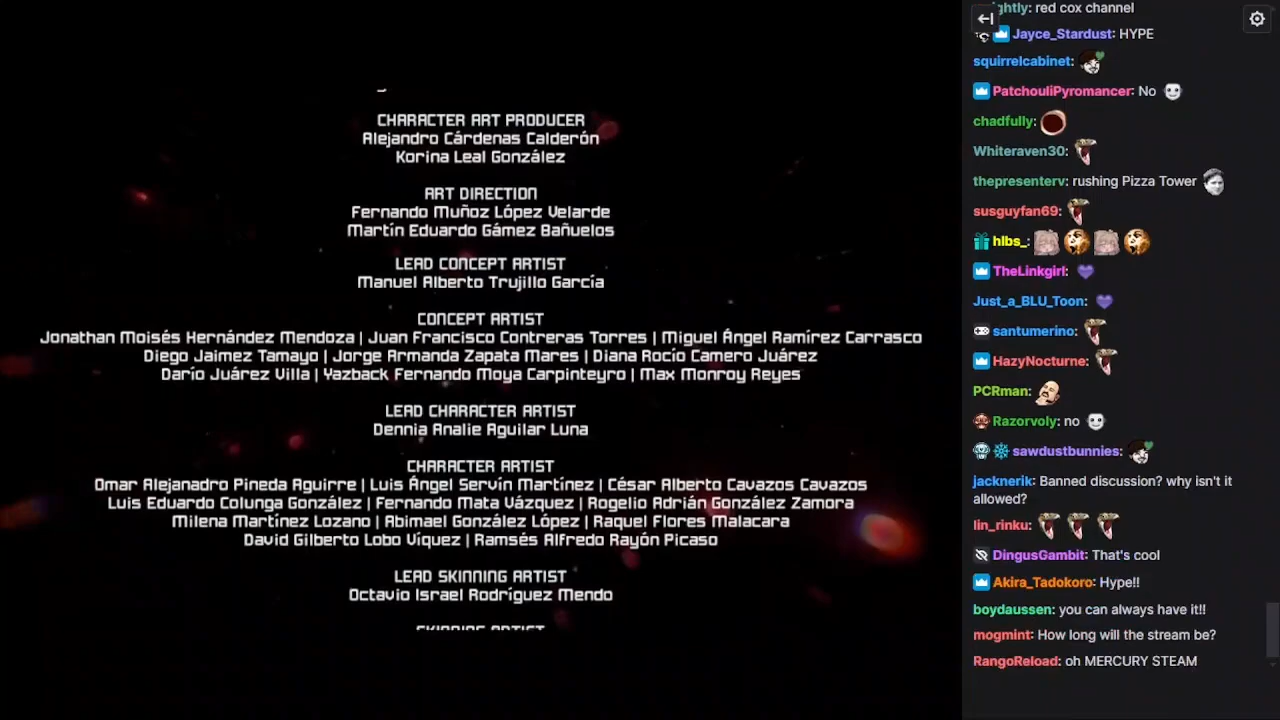 CHARACTER ART PRODUCER
Alejandro Cárdenas Calderón
Korina Leal González
ART DIRECTION
Fernando Muñoz López Velarde
Martín Eduardo Gámez Bañuelos
LEAD CONCEPT ARTIST
Manuel Alberto Trujillo García
CONCEPT ARTIST
Jonathan Moisés Hernández Mendoza | Juan Francisco Contreras Torres | Miguel Ángel Ramírez Carrasco
Diego Jaimez Tamayo | Jorge Armanda Zapata Mares | Diana Rocío Camero Juárez
Darío Juárez Villa | Yazback Fernando Moya Carpinteyro | Max Monroy Reyes
LEAD CHARACTER ARTIST
Dennia Analie Aguilar Luna
CHARACTER ARTIST
Omar Alejanadro Pineda Aguirre | Luis Ángel Servín Martínez | César Alberto Cavazos Cavazos
Luis Eduardo Colunga González | Fernando Mata Vázquez | Rogelio Adrián González Zamora
Milena Martínez Lozano | Abimael González López | Raquel Flores Malacara
David Gilberto Lobo Víquez | Ramsés Alfredo Rayón Picaso
LEAD SKINNING ARTIST
Octavio Israel Rodríguez Mendo
SKINNING ARTIST
red cox channel
Jayce_Stardust: HYPE
squirrelcabinet:
PatchouliPyromancer: No
chadfully:
Whiteraven30:
thepresenterv: rushing Pizza Tower
susguyfan69:
hlbs_:
TheLinkgirl:
Just_a_BLU_Toon:
santumerino:
HazyNocturne:
PCRman:
Razorvoly: no
sawdustbunnies:
jacknerik: Banned discussion? why isn't it
allowed?
lin_rinku:
DingusGambit: That's cool
Akira_Tadokoro: Hype!!
boydaussen: you can always have it!!
mogmint: How long will the stream be?
RangoReload: oh MERCURY STEAM